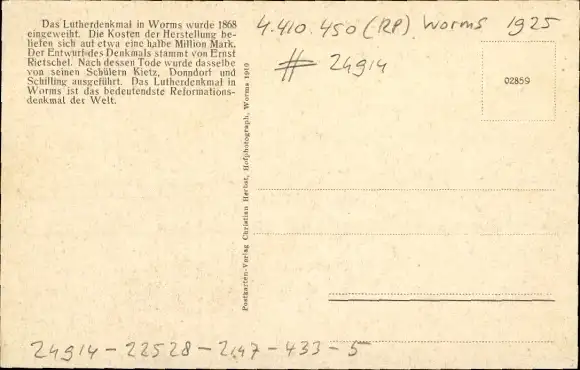 Das Lutherdenkmal in Worms wurde 1868
eingeweiht. Die Kosten der Herstellung be-
liefen sich auf etwa eine halbe Million Mark.
Der Entwurf des Denkmals stammt von Ernst
Rietschel. Nach dessen Tode wurde dasselbe
von seinen Schülern Kietz, Donndorf und
Schilling ausgeführt. Das Lutherdenkmal in
Worms ist das bedeutendste Reformations-
denkmal der Welt.
4.410.450 (RP) Worms 1925
# 24914
02859
Postkarten-Verlag Christian Herbst, Hofphotograph, Worms 1910
24914-22528-2147-433-5